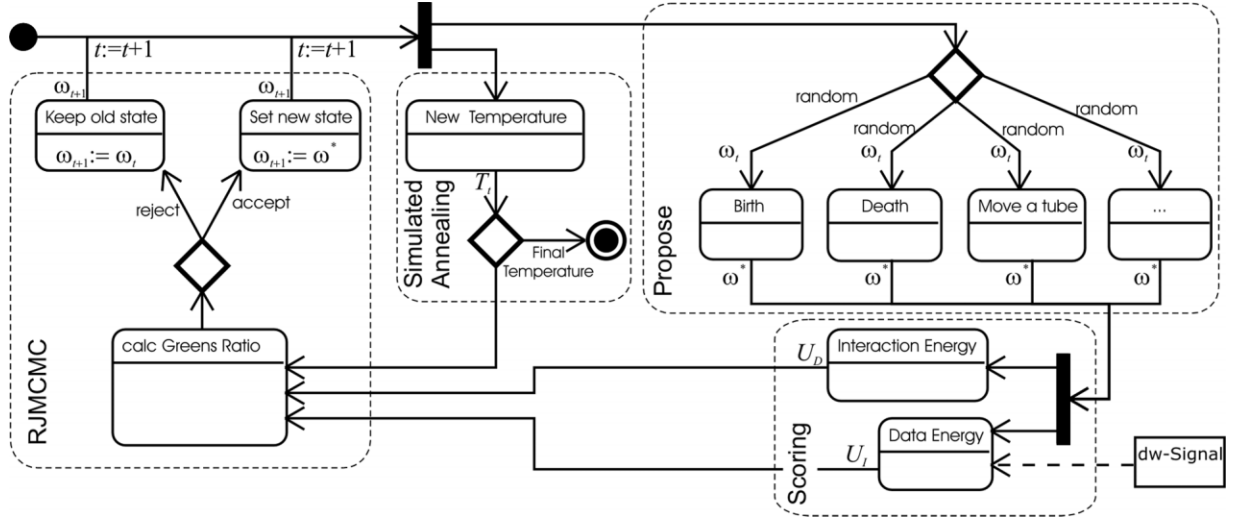 t:=t+1
t:=t+1
ω_{t+1}
ω_{t+1}
Keep old state
ω_{t+1}:= ω_t
Set new state
ω_{t+1}:= ω*
reject
accept
calc Greens Ratio
RJMCMC
New Temperature
T_t
Final
Temperature
Simulated
Annealing
random
random
random
random
ω_t
ω_t
ω_t
ω_t
Birth
Death
Move a tube
...
ω*
ω*
ω*
ω*
Propose
U_D
Interaction Energy
U_I
Data Energy
Scoring
dw-Signal